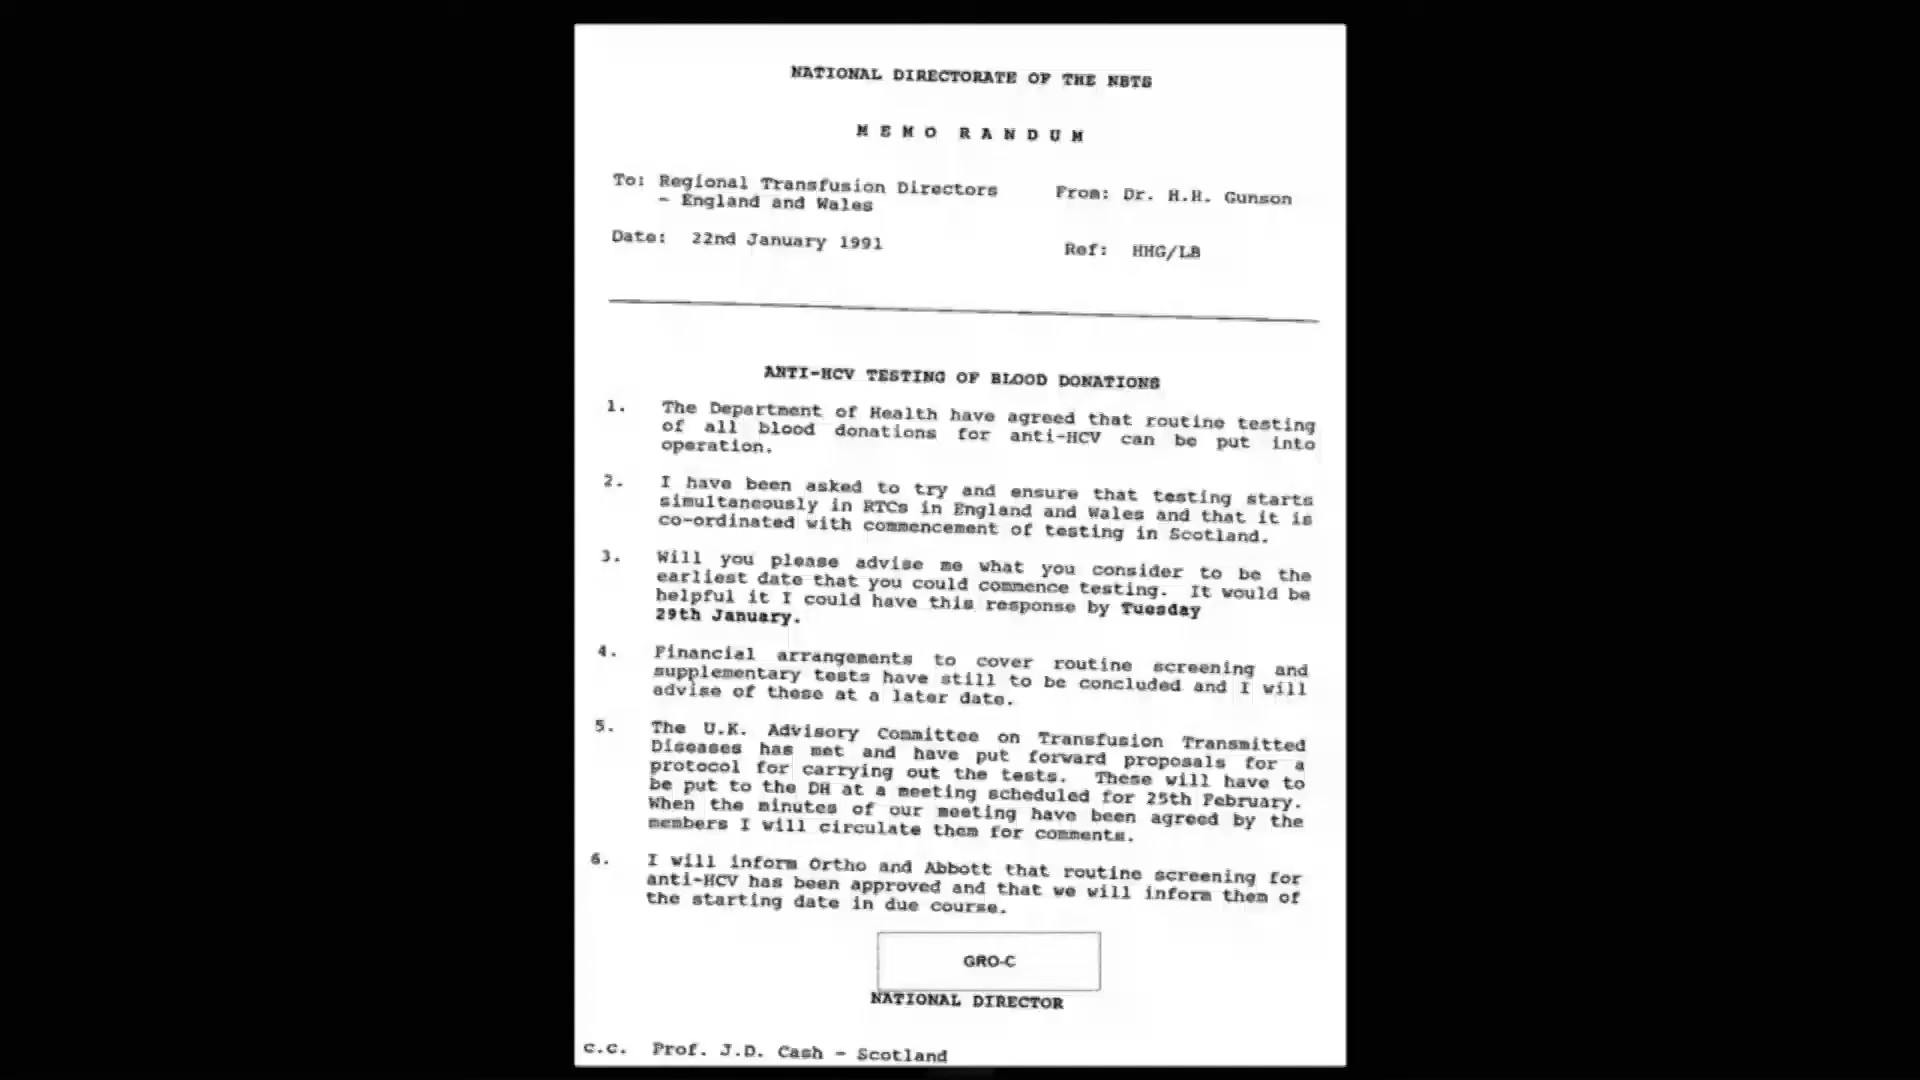 NATIONAL DIRECTORATE OF THE NBTS
M E M O R A N D U M
To: Regional Transfusion Directors
- England and Wales
From: Dr. H.H. Gunson
Date: 22nd January 1991
Ref: HHG/LB
ANTI-HCV TESTING OF BLOOD DONATIONS
1. The Department of Health have agreed that routine testing
of all blood donations for anti-HCV can be put into
operation.
2. I have been asked to try and ensure that testing starts
simultaneously in RTCs in England and Wales and that it is
co-ordinated with commencement of testing in Scotland.
3. Will you please advise me what you consider to be the
earliest date that you could commence testing. It would be
helpful it I could have this response by Tuesday
29th January.
4. Financial arrangements to cover routine screening and
supplementary tests have still to be concluded and I will
advise of these at a later date.
5. The U.K. Advisory Committee on Transfusion Transmitted
Diseases has met and have put forward proposals for a
protocol for carrying out the tests. These will have to
be put to the DH at a meeting scheduled for 25th February.
When the minutes of our meeting have been agreed by the
members I will circulate them for comments.
6. I will inform Ortho and Abbott that routine screening for
anti-HCV has been approved and that we will inform them of
the starting date in due course.
GRO-C
NATIONAL DIRECTOR
c.c. Prof. J.D. Cash - Scotland